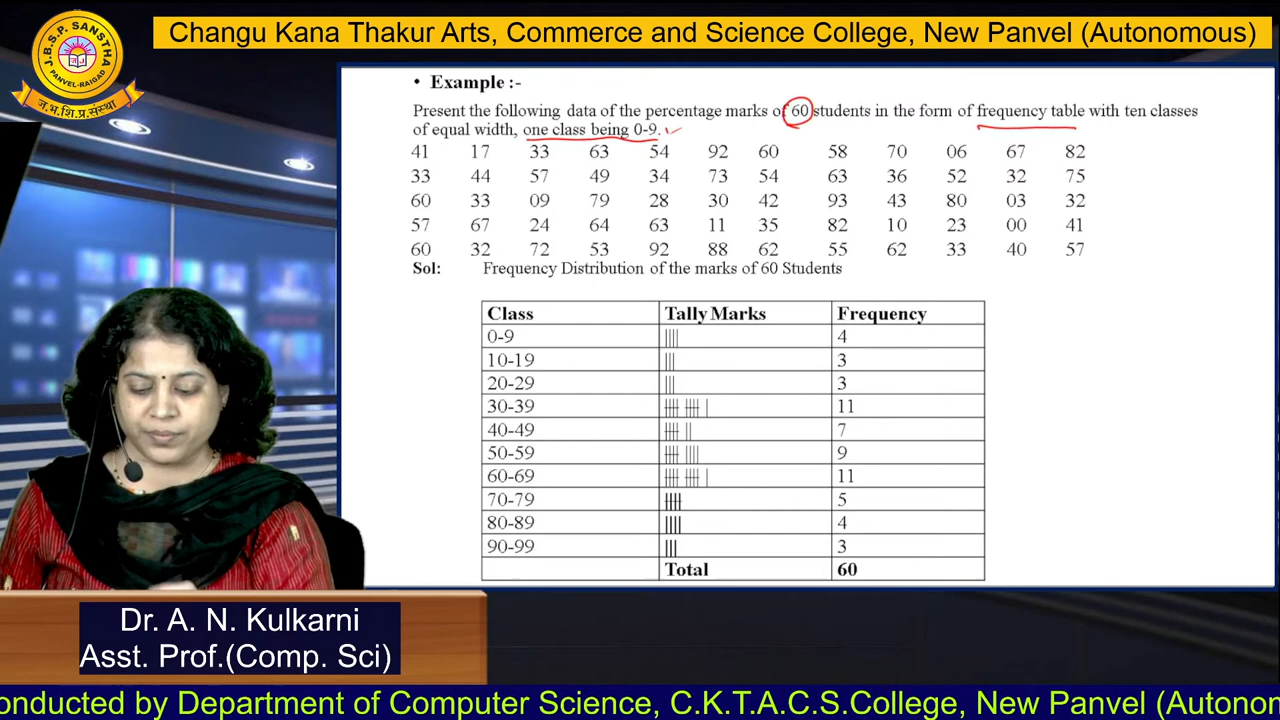 Changu Kana Thakur Arts, Commerce and Science College, New Panvel (Autonomous)
J.B.S.P. SANSTHA
PANVEL-RAIGAD
ज.भ.शि.प्र.संस्था
• Example :-
Present the following data of the percentage marks of 60 students in the form of frequency table with ten classes
of equal width, one class being 0-9.
41 17 33 63 54 92 60 58 70 06 67 82
33 44 57 49 34 73 54 63 36 52 32 75
60 33 09 79 28 30 42 93 43 80 03 32
57 67 24 64 63 11 35 82 10 23 00 41
60 32 72 53 92 88 62 55 62 33 40 57
Sol: Frequency Distribution of the marks of 60 Students
Class Tally Marks Frequency
0-9 |||| 4
10-19 ||| 3
20-29 ||| 3
30-39 |||| |||| | 11
40-49 |||| || 7
50-59 |||| |||| 9
60-69 |||| |||| | 11
70-79 |||| 5
80-89 |||| 4
90-99 ||| 3
Total 60
Dr. A. N. Kulkarni
Asst. Prof.(Comp. Sci)
onducted by Department of Computer Science, C.K.T.A.C.S.College, New Panvel (Autonor